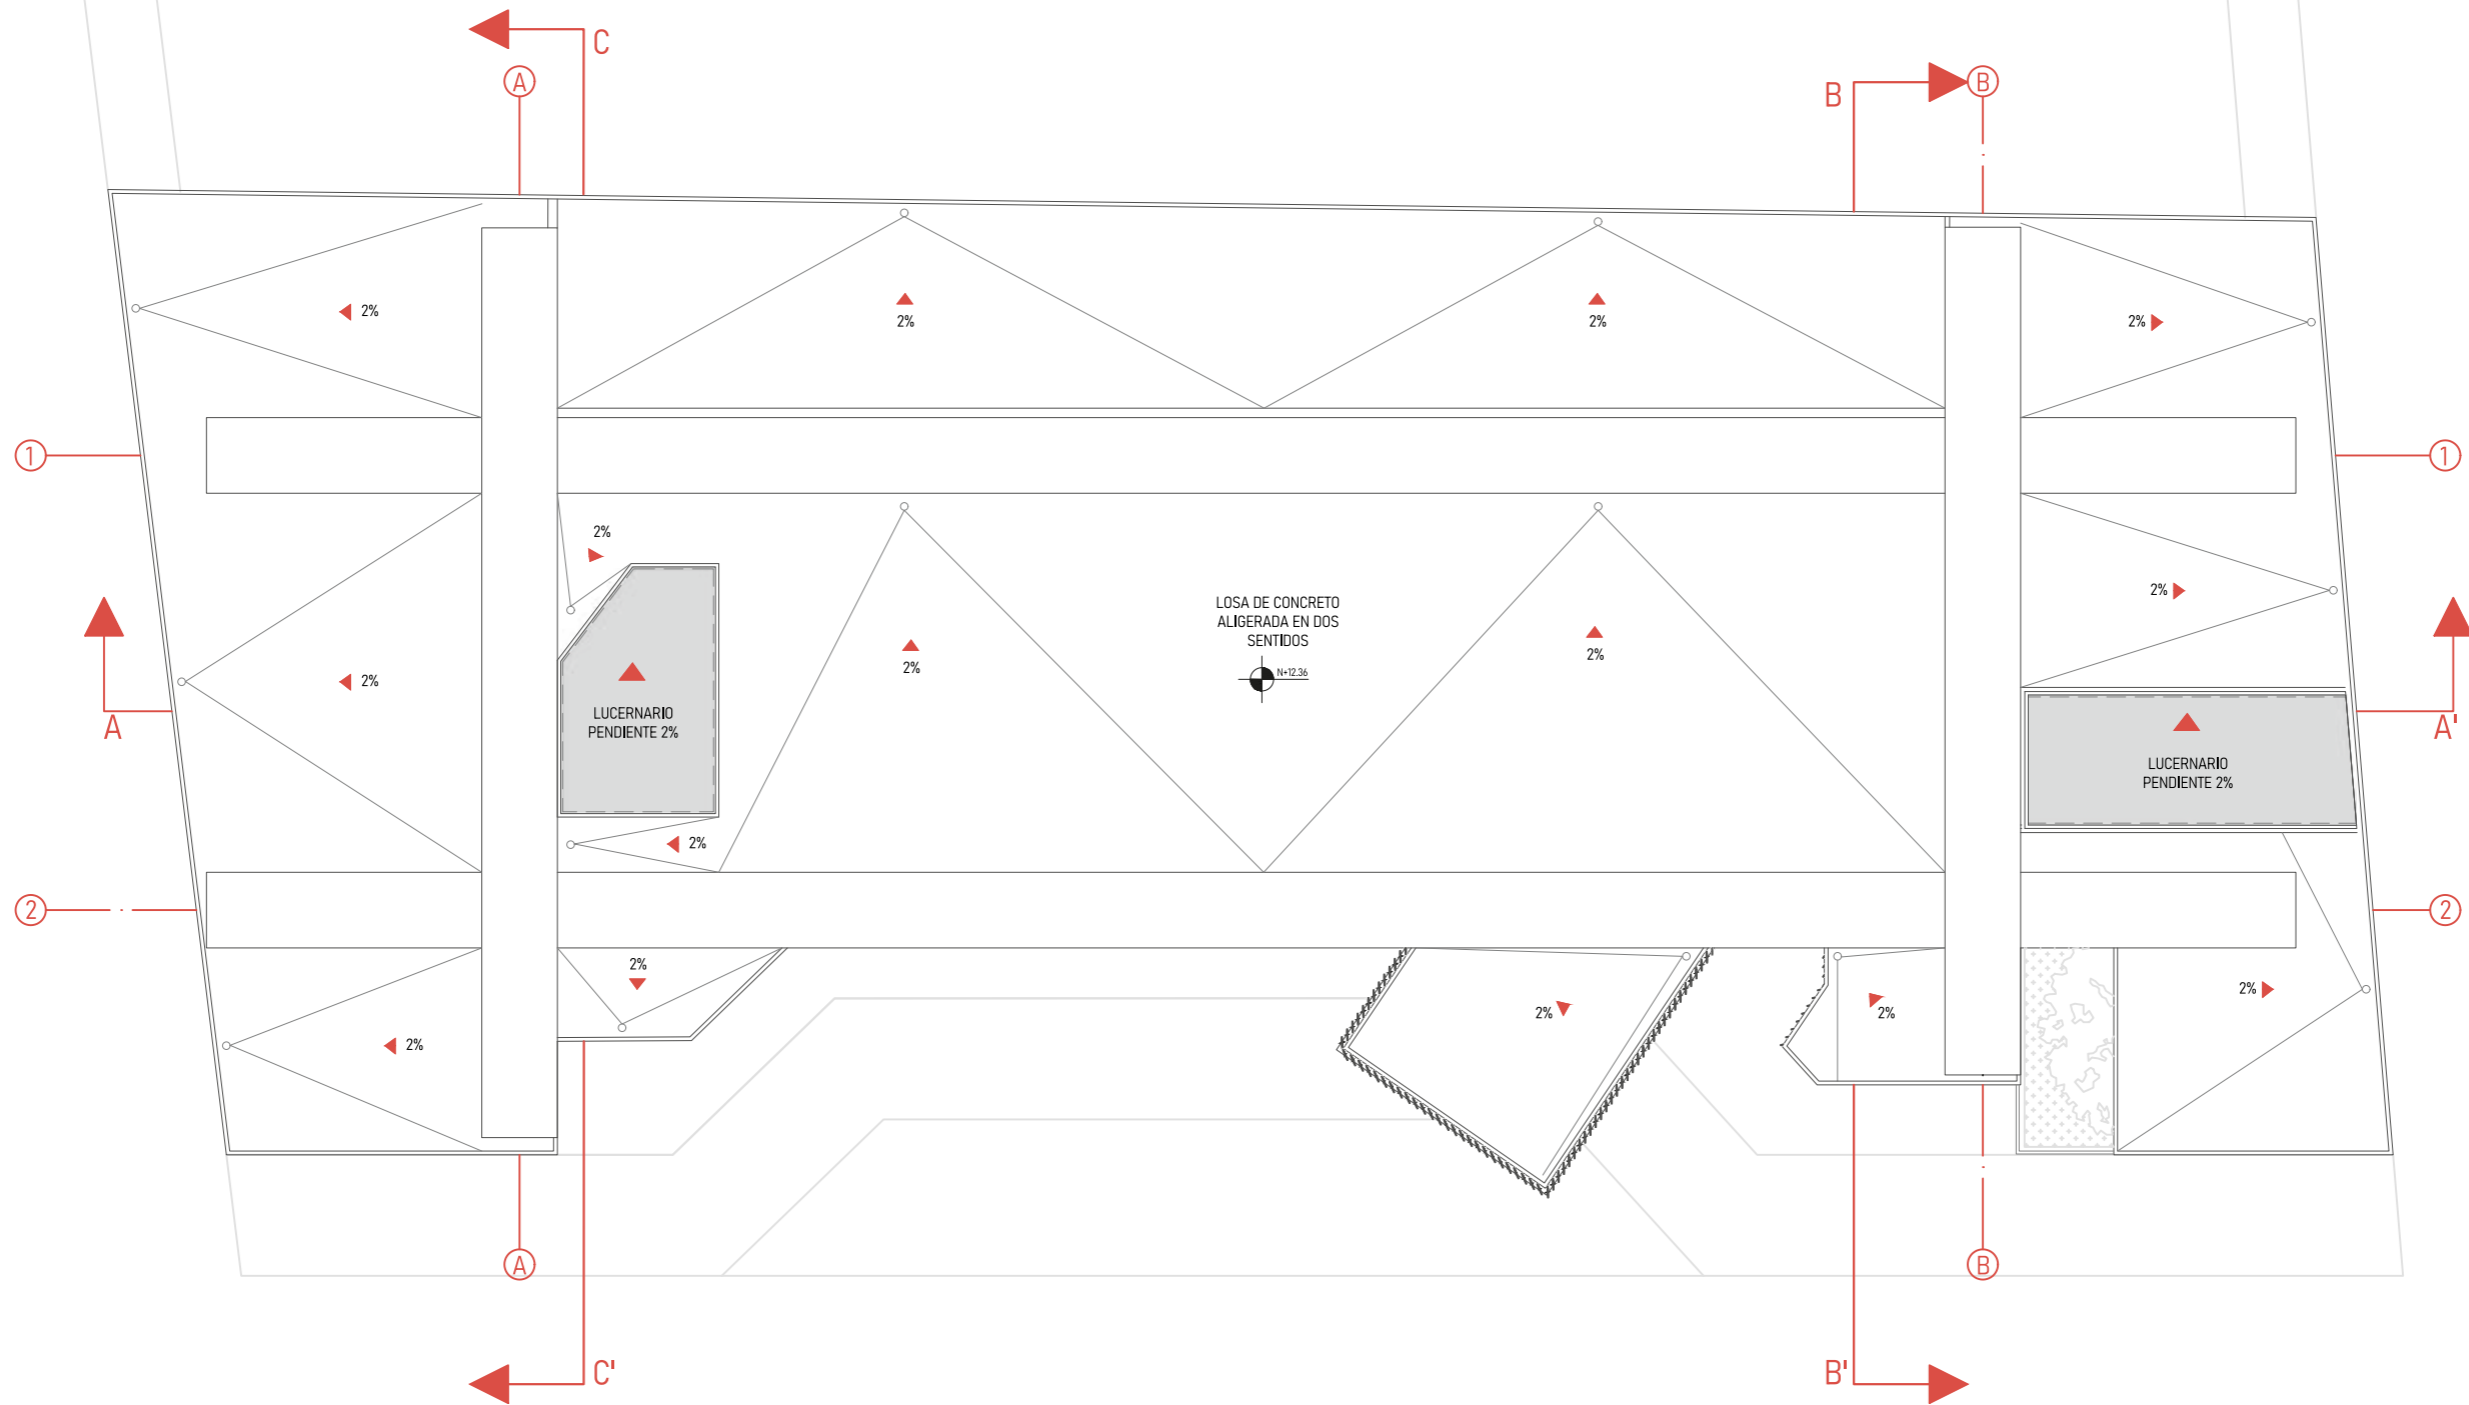 C
A
B
B
2%
2%
2%
2%
1
1
2%
2%
LOSA DE CONCRETO
ALIGERADA EN DOS
SENTIDOS
N+12.36
2%
2%
2%
A
LUCERNARIO
PENDIENTE 2%
A'
LUCERNARIO
PENDIENTE 2%
2%
2
2
2%
2%
2%
2%
2%
A
B
C'
B'